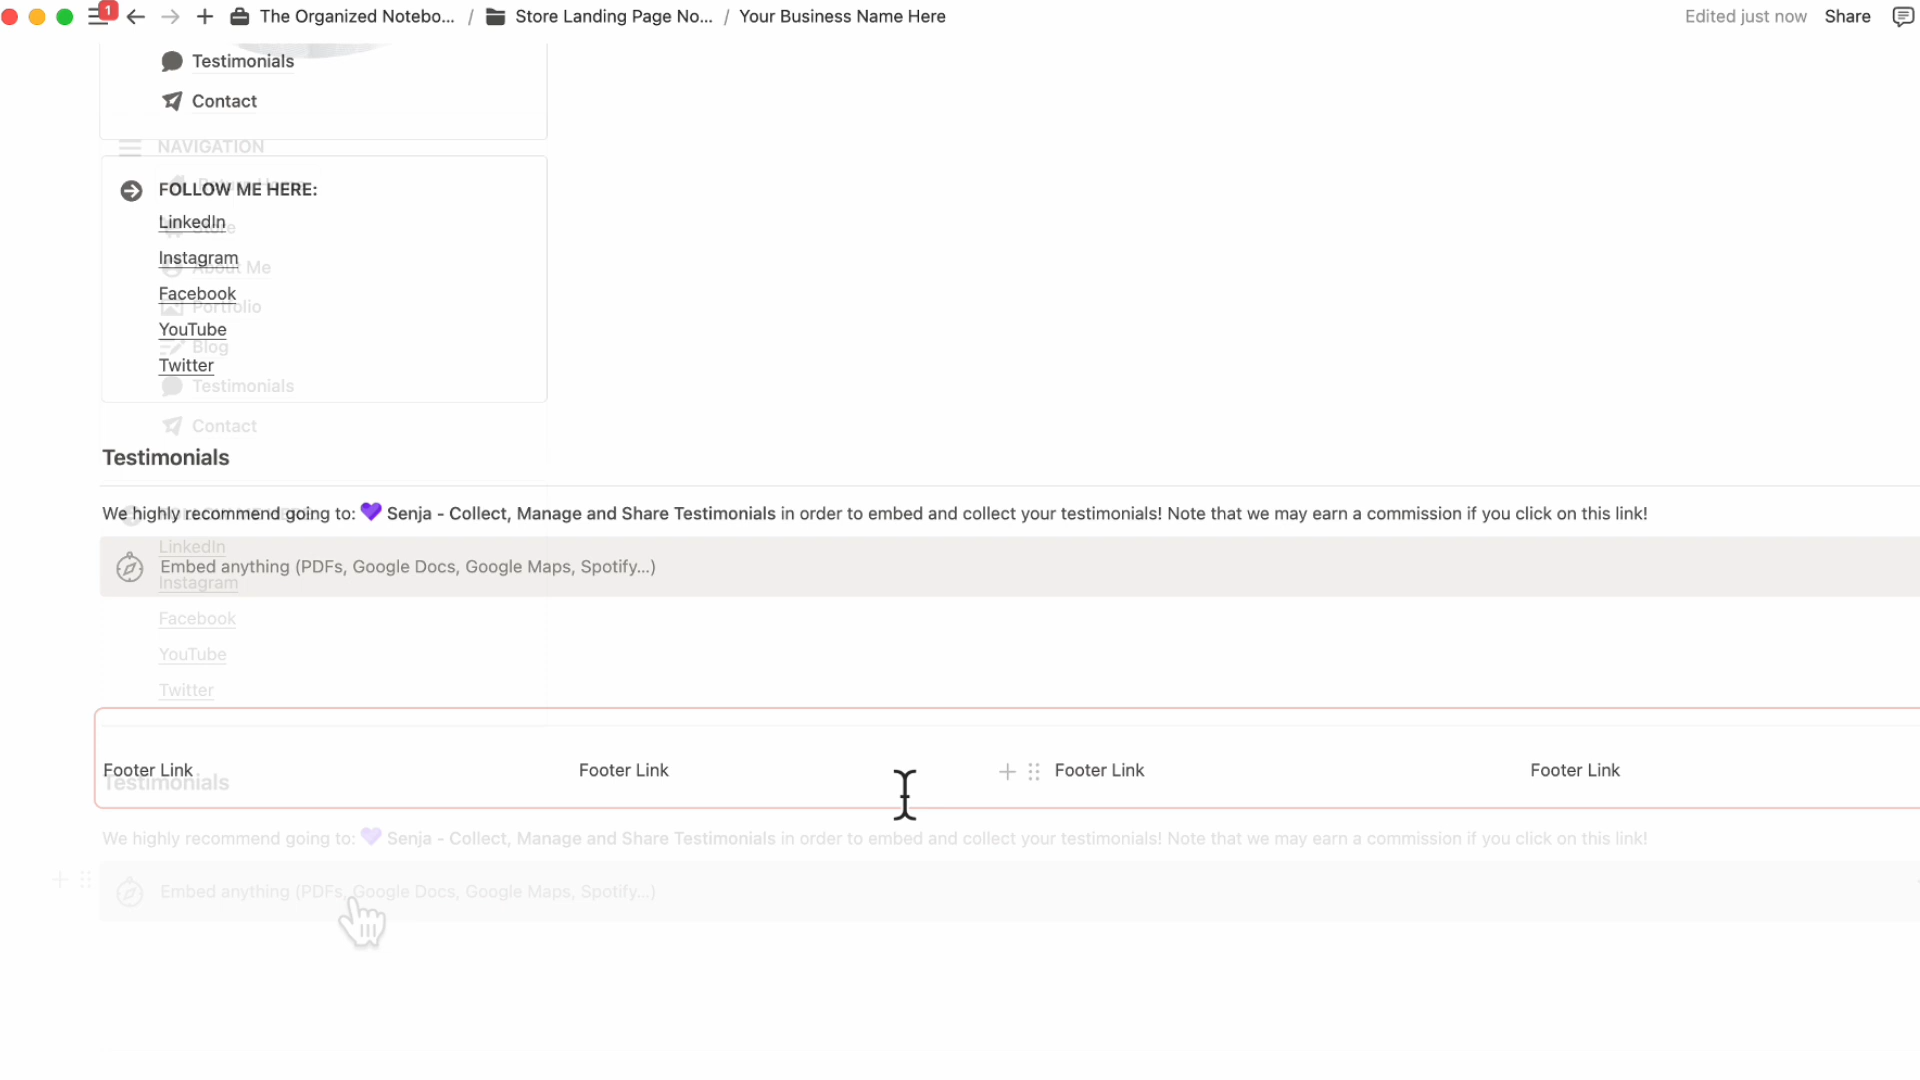 1
The Organized Notebo... / Store Landing Page No... / Your Business Name Here
Edited just now
Share
Testimonials
Contact
NAVIGATION
FOLLOW ME HERE:
LinkedIn
Store
Instagram
About Me
Facebook
Portfolio
YouTube
Blog
Twitter
Testimonials
Contact
Testimonials
We highly recommend going to: 💜 Senja - Collect, Manage and Share Testimonials in order to embed and collect your testimonials! Note that we may earn a commission if you click on this link!
LinkedIn
Embed anything (PDFs, Google Docs, Google Maps, Spotify...)
Instagram
Facebook
YouTube
Twitter
Footer Link
Footer Link
Footer Link
Footer Link
Testimonials
We highly recommend going to: 💜 Senja - Collect, Manage and Share Testimonials in order to embed and collect your testimonials! Note that we may earn a commission if you click on this link!
Embed anything (PDFs, Google Docs, Google Maps, Spotify...)